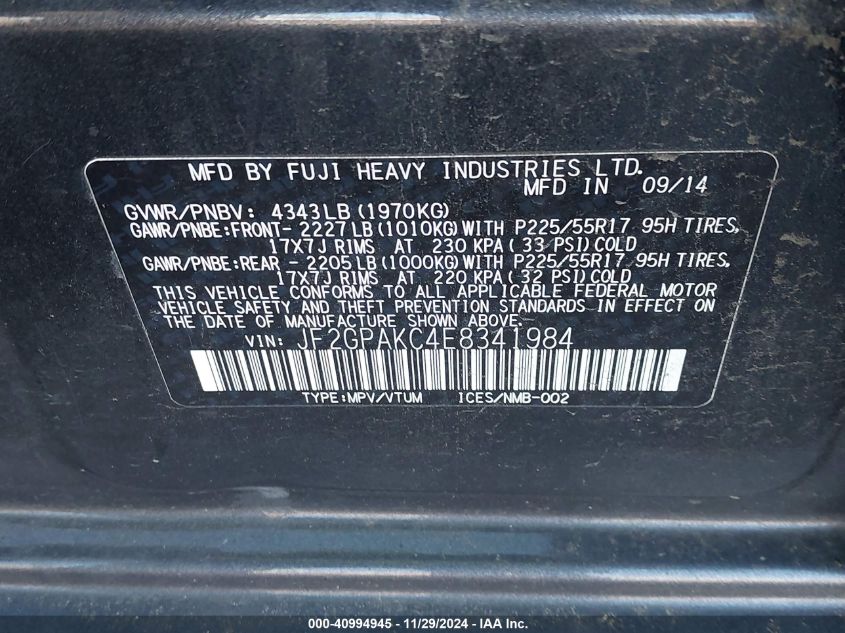 MFD BY FUJI HEAVY INDUSTRIES LTD.
MFD IN 09/14
GVWR/PNBV: 4343LB (1970KG)
GAWR/PNBE:FRONT- 2227LB (1010KG) WITH P225/55R17 95H TIRES,
17X7J RIMS AT 230 KPA ( 33 PSI) COLD
GAWR/PNBE:REAR - 2205LB (1000KG) WITH P225/55R17 95H TIRES,
17X7J RIMS AT 220 KPA ( 32 PSI) COLD
THIS VEHICLE CONFORMS TO ALL APPLICABLE FEDERAL MOTOR
VEHICLE SAFETY AND THEFT PREVENTION STANDARDS IN EFFECT ON
THE DATE OF MANUFACTURE SHOWN ABOVE.
VIN: JF2GPAKC4E8341984
TYPE:MPV/VTUM ICES/NMB-002
000-40994945 - 11/29/2024 - IAA Inc.